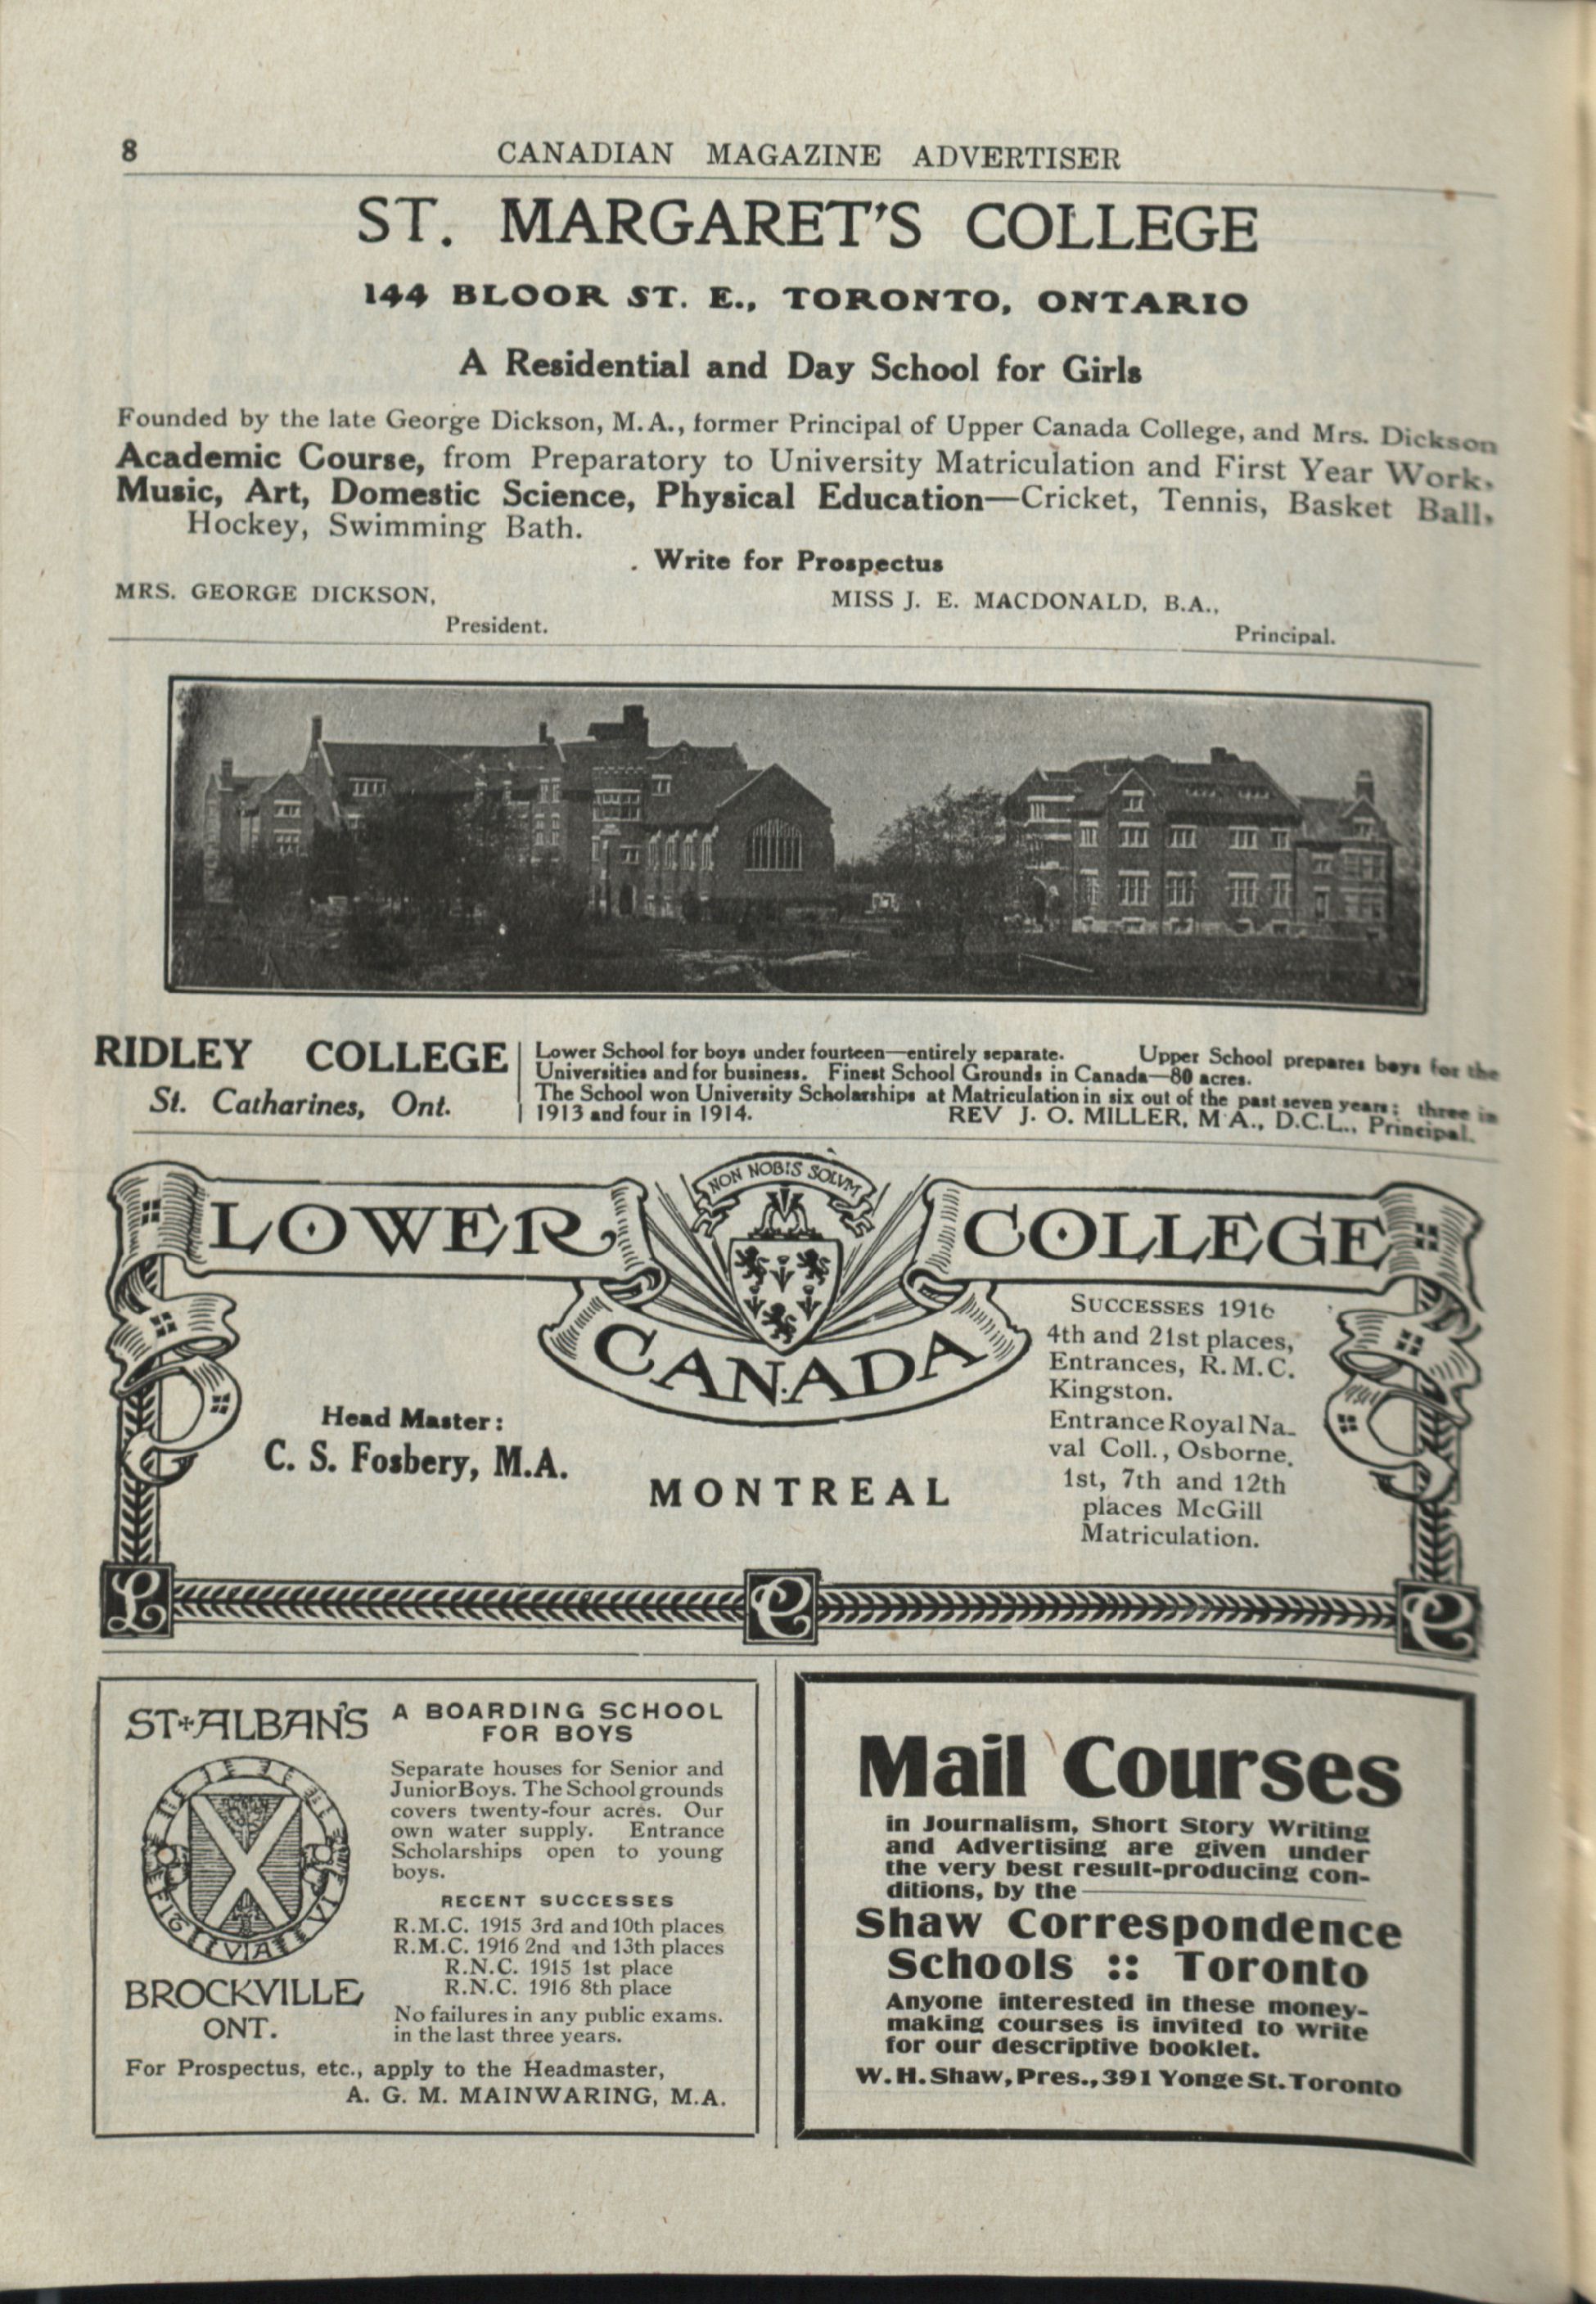 8
CANADIAN MAGAZINE ADVERTISER
ST. MARGARET'S COLLEGE
144 BLOOR ST. E., TORONTO, ONTARIO
A Residential and Day School for Girls
Founded by the late George Dickson, M.A., former Principal of Upper Canada College, and Mrs. Dickson
Academic Course, from Preparatory to University Matriculation and First Year Work.
Music, Art, Domestic Science, Physical Education—Cricket, Tennis, Basket Ball,
Hockey, Swimming Bath.
Write for Prospectus
MRS. GEORGE DICKSON,
President.
MISS J. E. MACDONALD, B.A.,
Principal.
RIDLEY COLLEGE
St. Catharines, Ont.
Lower School for boys under fourteen—entirely separate. Upper School prepares boys for the
Universities and for business. Finest School Grounds in Canada—80 acres.
The School won University Scholarships at Matriculation in six out of the past seven years; three in
1913 and four in 1914. REV J. O. MILLER, M A., D.C.L., Principal.
NON NOBIS SOLVM
LOWER
COLLEGE
CANADA
Head Master:
C. S. Fosbery, M.A.
MONTREAL
SUCCESSES 1916
4th and 21st places,
Entrances, R.M.C.
Kingston.
Entrance Royal Na-
val Coll., Osborne.
1st, 7th and 12th
places McGill
Matriculation.
L
C
C
ST ALBAN'S
BROCKVILLE
ONT.
A BOARDING SCHOOL
FOR BOYS
Separate houses for Senior and
Junior Boys. The School grounds
covers twenty-four acres. Our
own water supply. Entrance
Scholarships open to young
boys.
RECENT SUCCESSES
R.M.C. 1915 3rd and 10th places
R.M.C. 1916 2nd and 13th places
R.N.C. 1915 1st place
R.N.C. 1916 8th place
No failures in any public exams.
in the last three years.
For Prospectus, etc., apply to the Headmaster,
A. G. M. MAINWARING, M.A.
Mail Courses
in Journalism, Short Story Writing
and Advertising are given under
the very best result-producing con-
ditions, by the
Shaw Correspondence
Schools :: Toronto
Anyone interested in these money-
making courses is invited to write
for our descriptive booklet.
W. H. Shaw, Pres., 391 Yonge St. Toronto